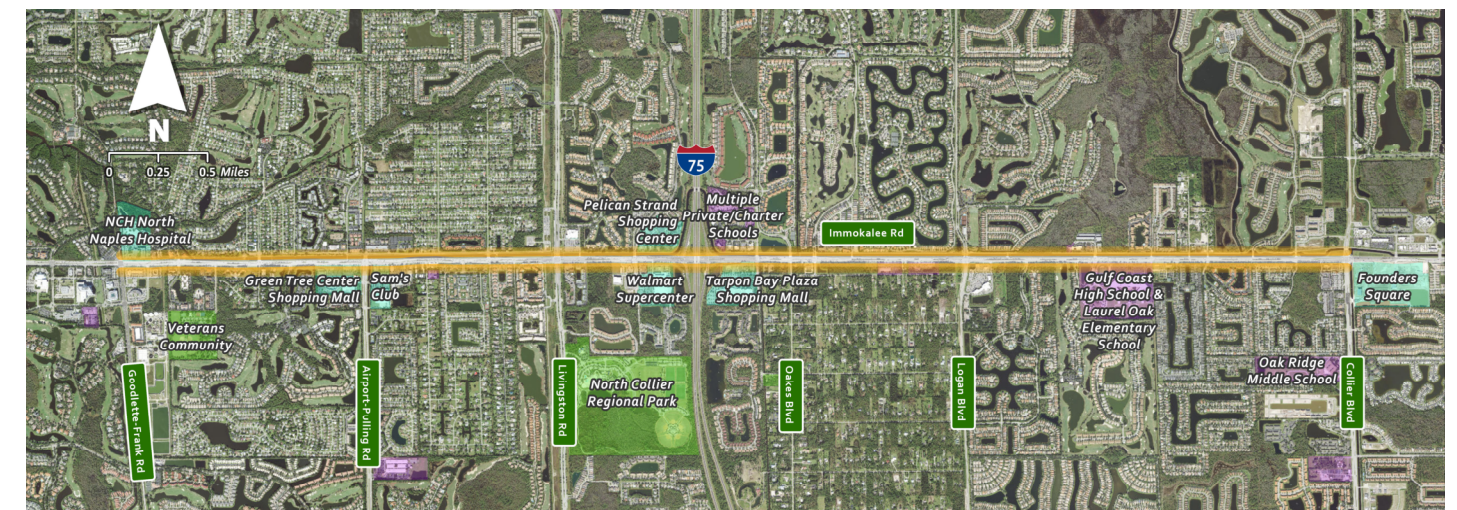 N
0 0.25 0.5 Miles
75
NCH North
Naples Hospital
Pelican Strand
Shopping
Center
Multiple
Private/Charter
Schools
Immokalee Rd
Green Tree Center
Shopping Mall
Sam's
Club
Walmart
Supercenter
Tarpon Bay Plaza
Shopping Mall
Gulf Coast
High School &
Laurel Oak
Elementary
School
Founders
Square
Veterans
Community
North Collier
Regional Park
Oak Ridge
Middle School
Goodlette-Frank Rd
Airport-Pulling Rd
Livingston Rd
Oakes Blvd
Logan Blvd
Collier Blvd